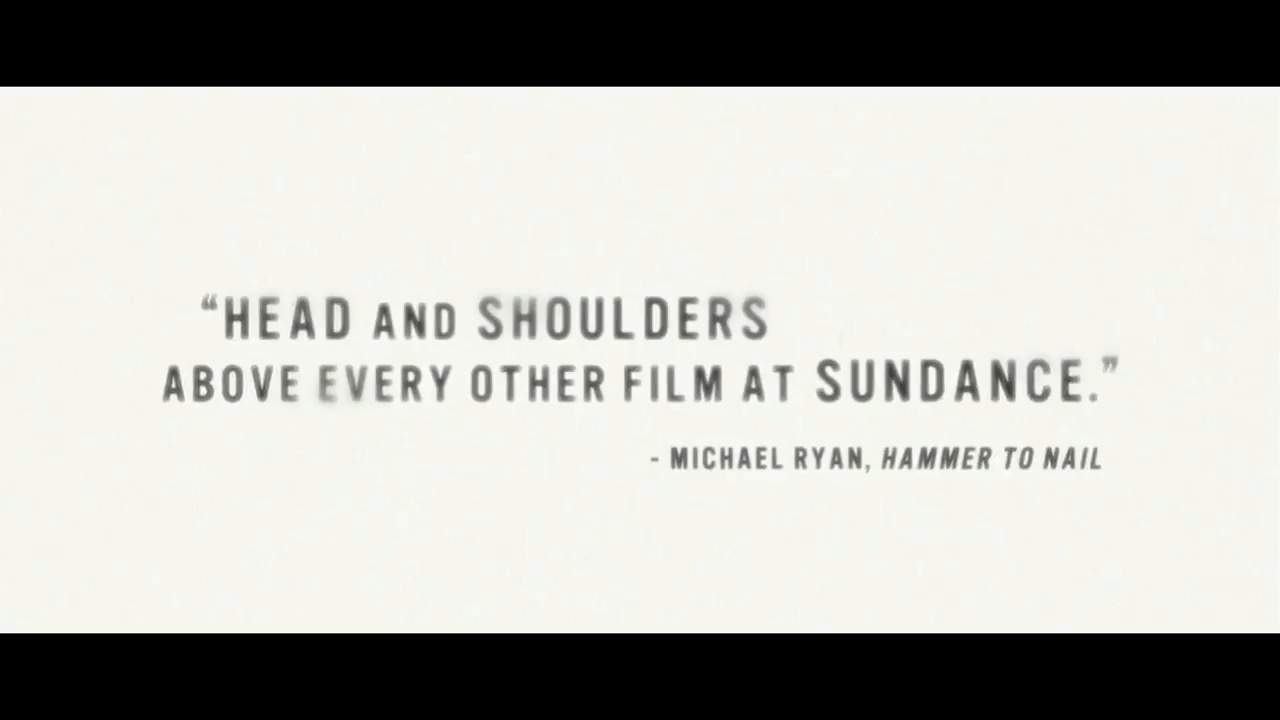 “HEAD AND SHOULDERS
ABOVE EVERY OTHER FILM AT SUNDANCE.”
- MICHAEL RYAN, HAMMER TO NAIL